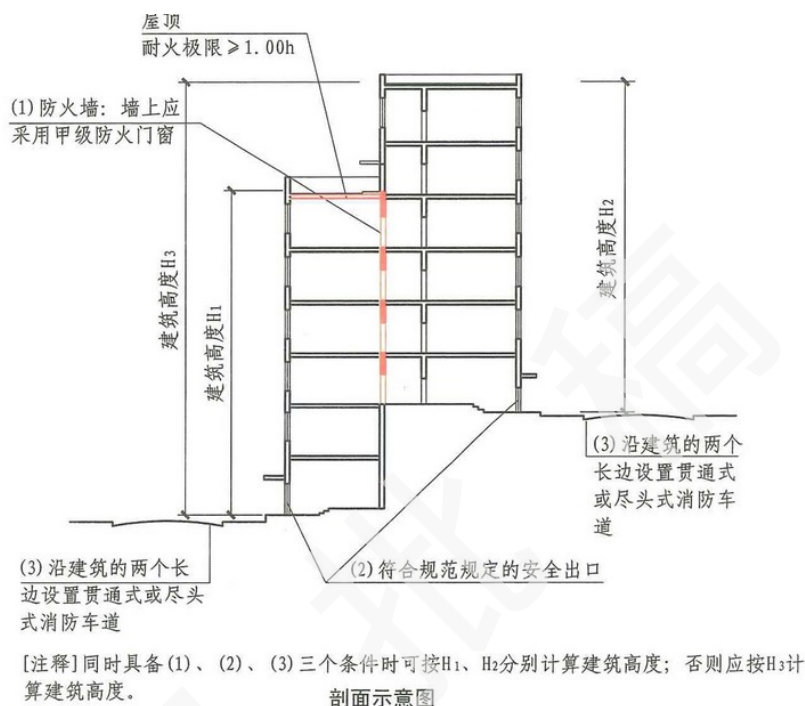 屋顶
耐火极限≥1.00h
(1)防火墙：墙上应
采用甲级防火门窗
建筑高度H3
建筑高度H1
建筑高度H2
(3)沿建筑的两个
长边设置贯通式
或尽头式消防车
道
(3)沿建筑的两个长
边设置贯通式或尽头
式消防车道
(2)符合规范规定的安全出口
[注释]同时具备(1)、(2)、(3)三个条件时可按H1、H2分别计算建筑高度；否则应按H3计
算建筑高度。
剖面示意图
批稿